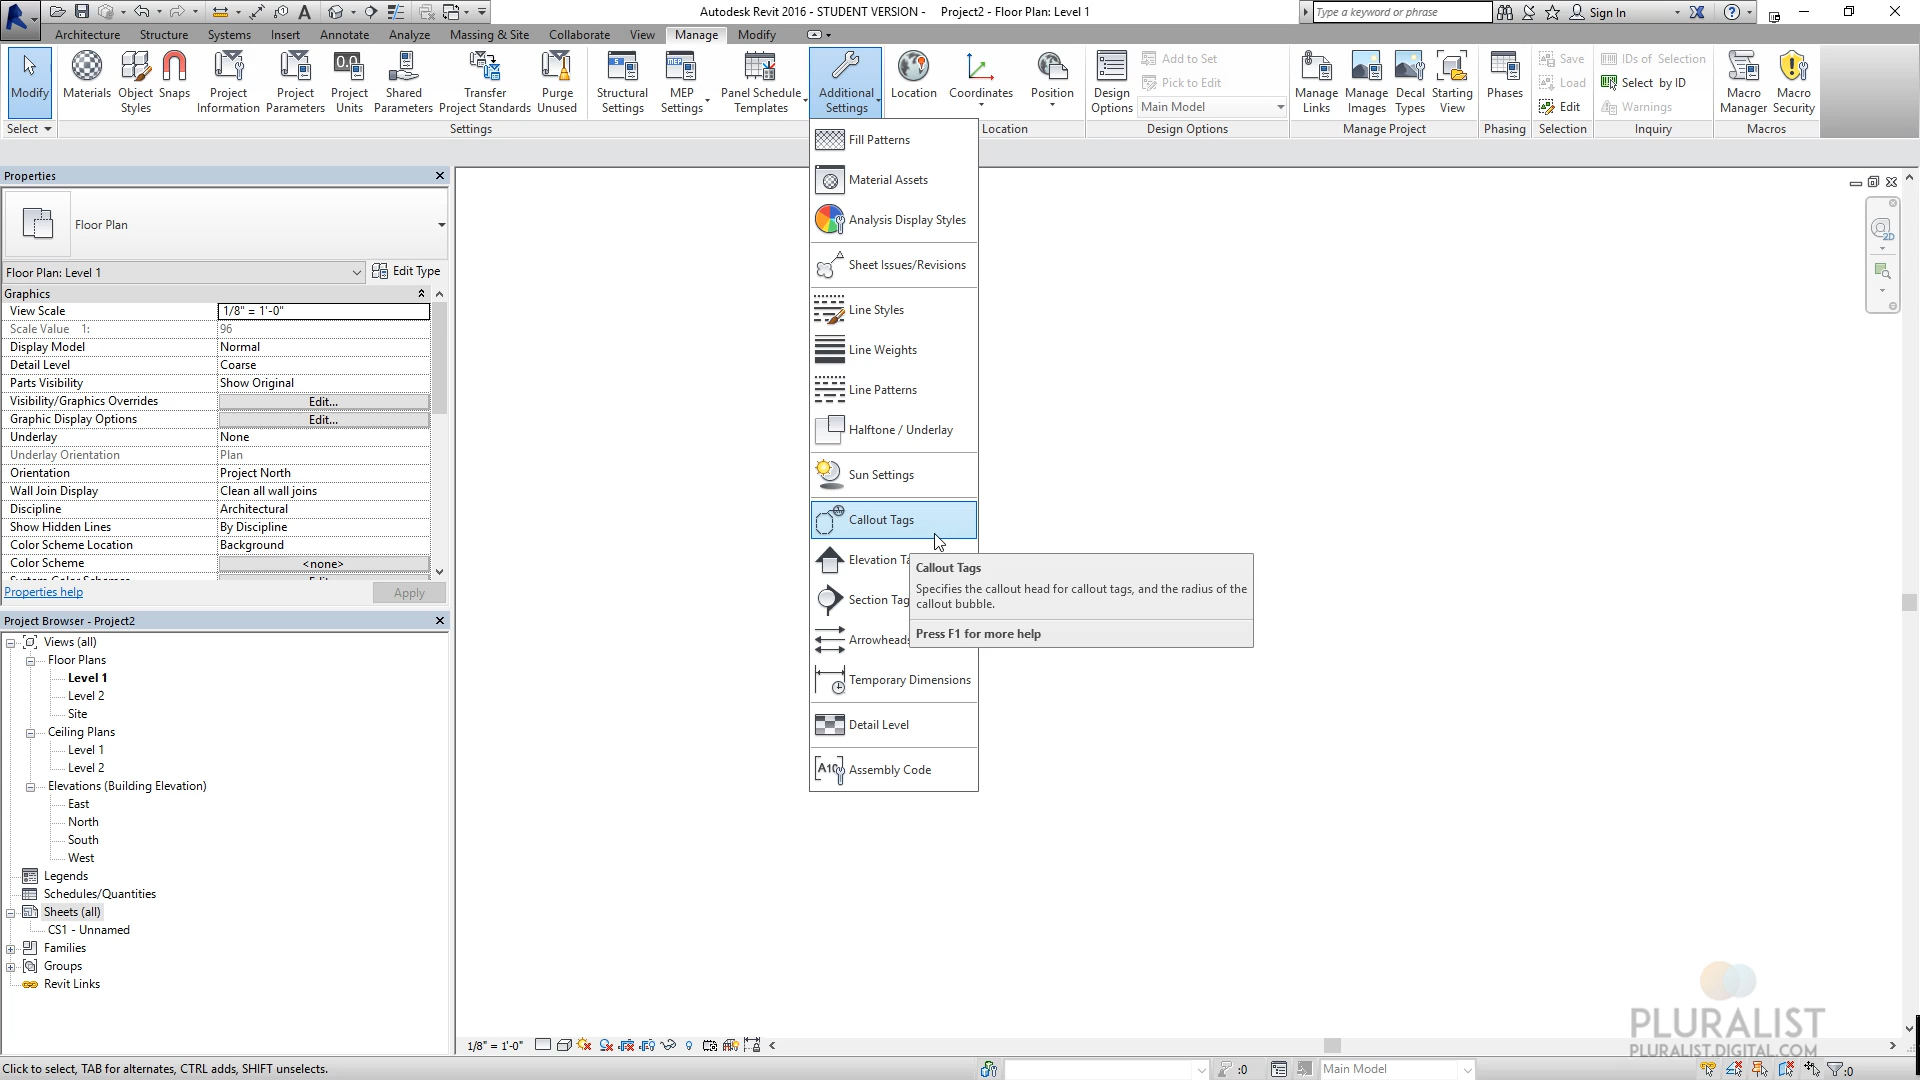 Autodesk Revit 2016 - STUDENT VERSION - Project2 - Floor Plan: Level 1
Type a keyword or phrase
Sign In
Architecture Structure Systems Insert Annotate Analyze Massing & Site Collaborate View Manage Modify
Modify
Materials
Object Styles
Snaps
Project Information
Project Parameters
Project Units
Shared Parameters
Transfer Project Standards
Purge Unused
Structural Settings
MEP Settings
Panel Schedule Templates
Additional Settings
Location
Coordinates
Position
Design Options
Add to Set
Pick to Edit
Main Model
Manage Links
Manage Images
Decal Types
Starting View
Phases
Save
Load
Edit
IDs of Selection
Select by ID
Warnings
Macro Manager
Macro Security
Select Settings Location Design Options Manage Project Phasing Selection Inquiry Macros
Properties
Floor Plan
Floor Plan: Level 1 Edit Type
Graphics
View Scale 1/8" = 1'-0"
Scale Value 1: 96
Display Model Normal
Detail Level Coarse
Parts Visibility Show Original
Visibility/Graphics Overrides Edit...
Graphic Display Options Edit...
Underlay None
Underlay Orientation Plan
Orientation Project North
Wall Join Display Clean all wall joins
Discipline Architectural
Show Hidden Lines By Discipline
Color Scheme Location Background
Color Scheme <none>
Properties help Apply
Project Browser - Project2
Views (all)
Floor Plans
Level 1
Level 2
Site
Ceiling Plans
Level 1
Level 2
Elevations (Building Elevation)
East
North
South
West
Legends
Schedules/Quantities
Sheets (all)
CS1 - Unnamed
Families
Groups
Revit Links
Fill Patterns
Material Assets
Analysis Display Styles
Sheet Issues/Revisions
Line Styles
Line Weights
Line Patterns
Halftone / Underlay
Sun Settings
Callout Tags
Elevation Ta
Section Tag
Arrowheads
Temporary Dimensions
Detail Level
Assembly Code
Callout Tags
Specifies the callout head for callout tags, and the radius of the
callout bubble.
Press F1 for more help
2D
PLURALIST
PLURALIST.DIGITAL.COM
1/8" = 1'-0"
Click to select, TAB for alternates, CTRL adds, SHIFT unselects.
:0
Main Model
:0